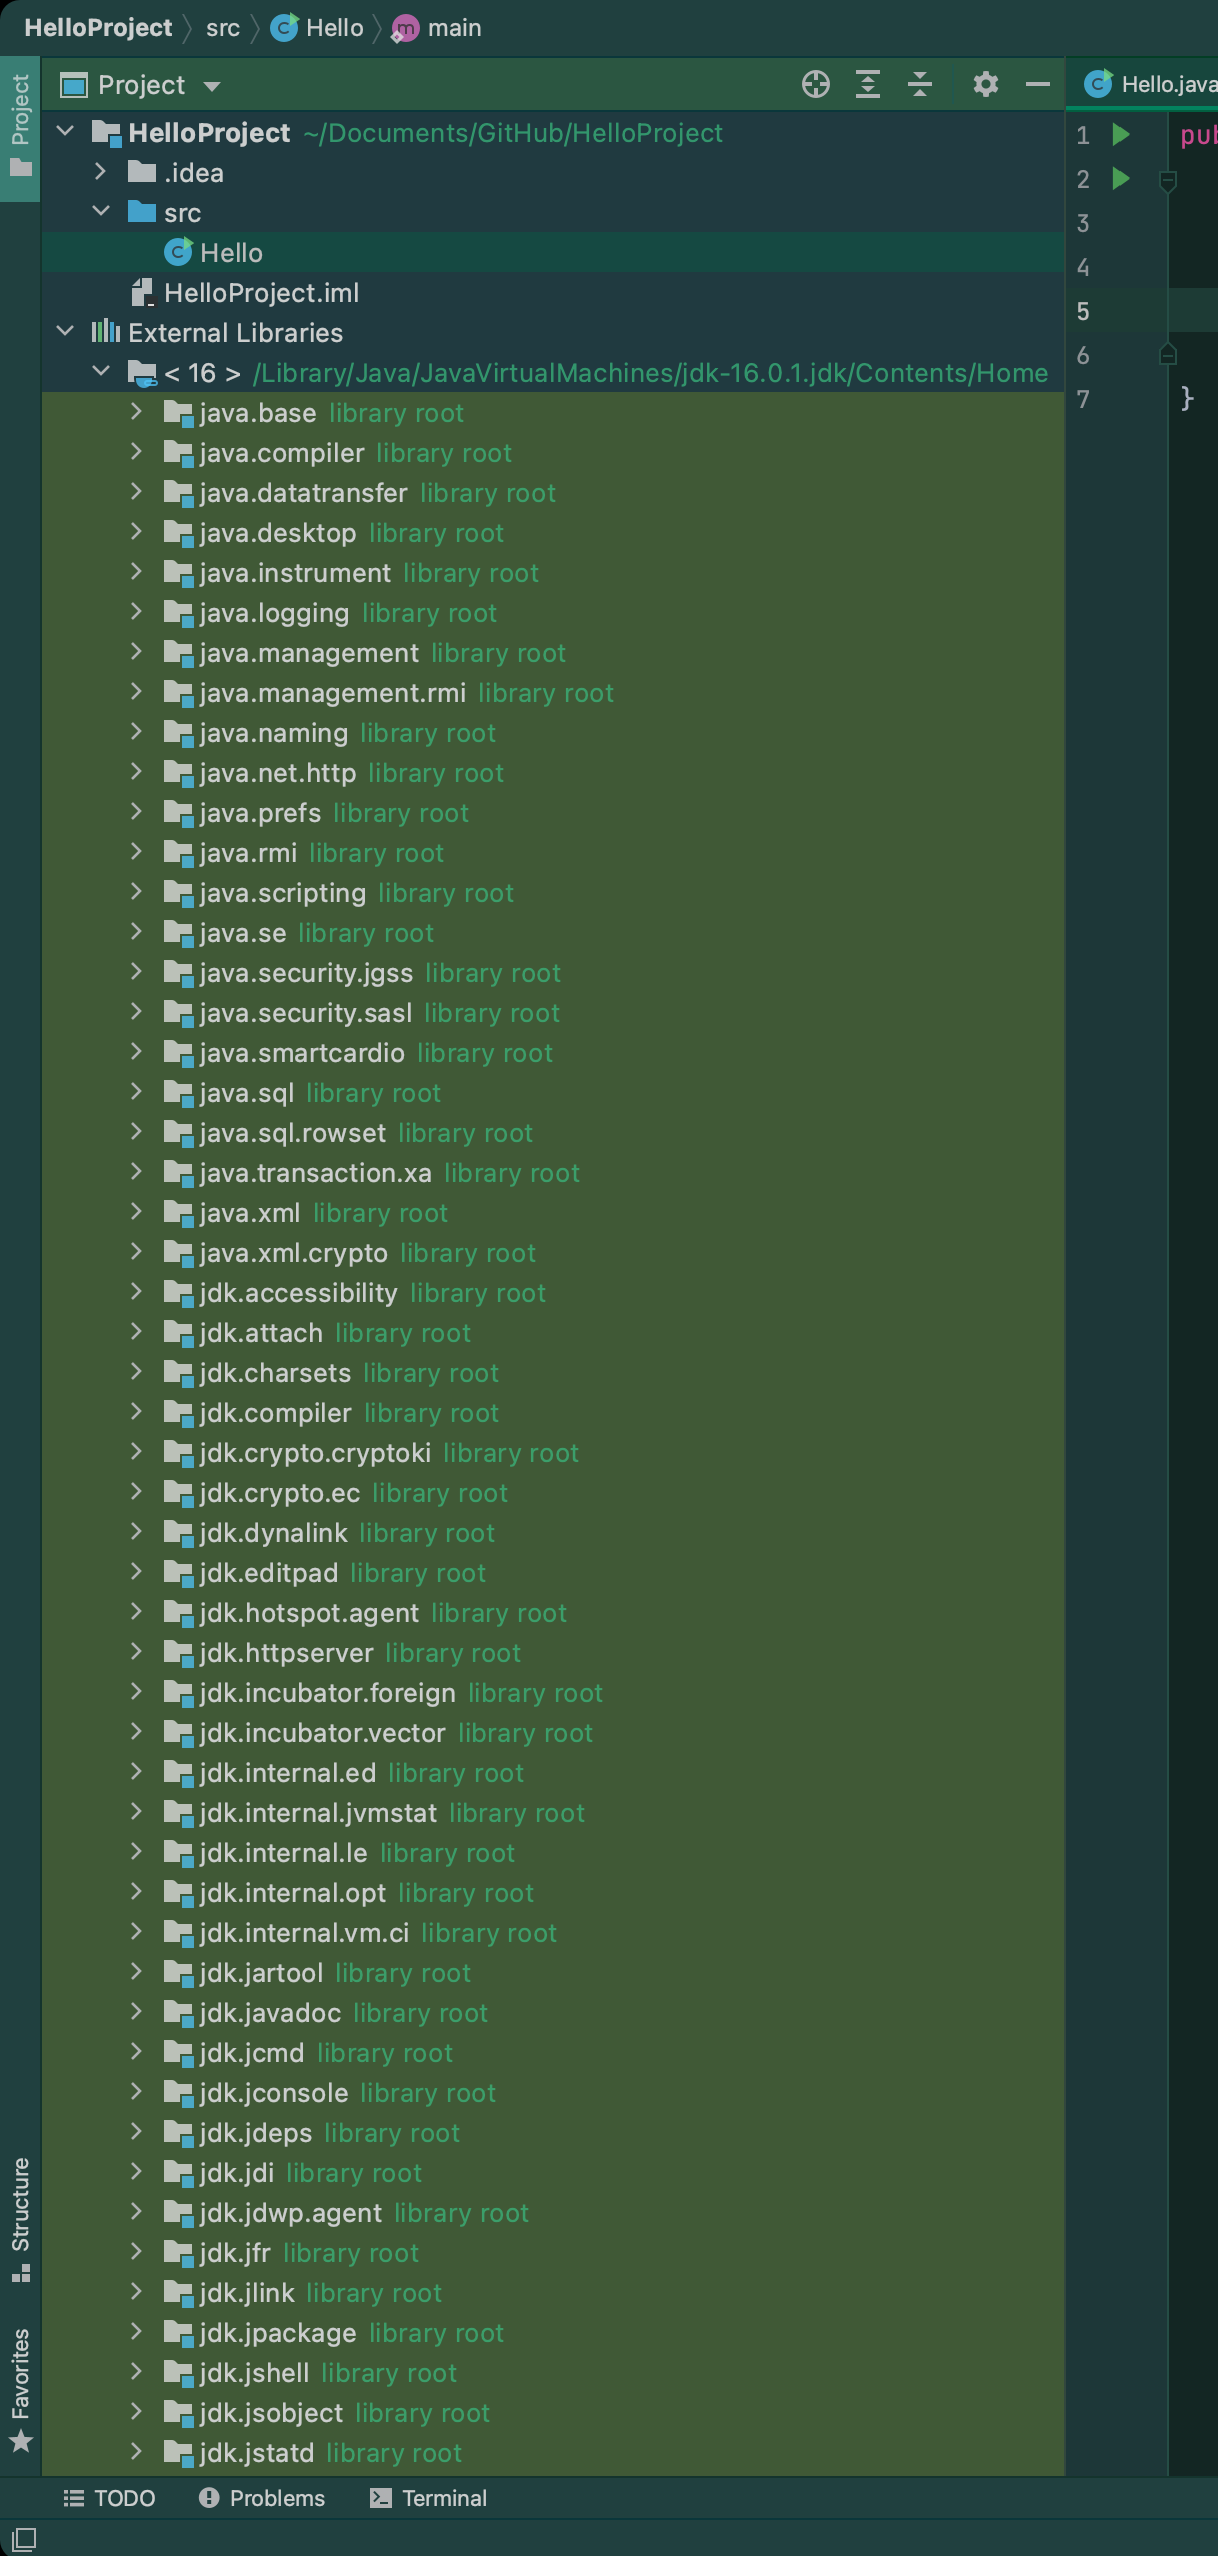 HelloProject src Hello main
Project
Project
Hello.java
HelloProject ~/Documents/GitHub/HelloProject
.idea
src
Hello
HelloProject.iml
External Libraries
< 16 > /Library/Java/JavaVirtualMachines/jdk-16.0.1.jdk/Contents/Home
java.base library root
java.compiler library root
java.datatransfer library root
java.desktop library root
java.instrument library root
java.logging library root
java.management library root
java.management.rmi library root
java.naming library root
java.net.http library root
java.prefs library root
java.rmi library root
java.scripting library root
java.se library root
java.security.jgss library root
java.security.sasl library root
java.smartcardio library root
java.sql library root
java.sql.rowset library root
java.transaction.xa library root
java.xml library root
java.xml.crypto library root
jdk.accessibility library root
jdk.attach library root
jdk.charsets library root
jdk.compiler library root
jdk.crypto.cryptoki library root
jdk.crypto.ec library root
jdk.dynalink library root
jdk.editpad library root
jdk.hotspot.agent library root
jdk.httpserver library root
jdk.incubator.foreign library root
jdk.incubator.vector library root
jdk.internal.ed library root
jdk.internal.jvmstat library root
jdk.internal.le library root
jdk.internal.opt library root
jdk.internal.vm.ci library root
jdk.jartool library root
jdk.javadoc library root
jdk.jcmd library root
jdk.jconsole library root
jdk.jdeps library root
jdk.jdi library root
jdk.jdwp.agent library root
jdk.jfr library root
jdk.jlink library root
jdk.jpackage library root
jdk.jshell library root
jdk.jsobject library root
jdk.jstatd library root
1 pub
2
3
4
5
6
7 }
Structure
Favorites
TODO Problems Terminal